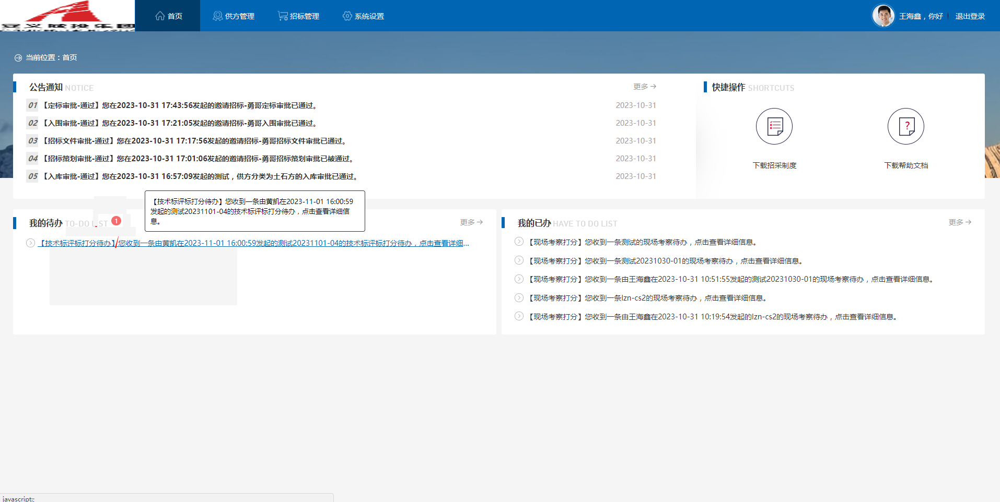 安义城投集团
首页
供方管理
招标管理
系统设置
王海鑫，你好
退出登录
当前位置：首页
公告通知 NOTICE
更多
01 【定标审批-通过】您在2023-10-31 17:43:56发起的邀请招标-勇哥定标审批已通过。 2023-10-31
02 【入围审批-通过】您在2023-10-31 17:21:05发起的邀请招标-勇哥入围审批已通过。 2023-10-31
03 【招标文件审批-通过】您在2023-10-31 17:17:56发起的邀请招标-勇哥招标文件审批已通过。 2023-10-31
04 【招标策划审批-通过】您在2023-10-31 17:01:06发起的邀请招标-勇哥招标策划审批已被通过。 2023-10-31
05 【入库审批-通过】您在2023-10-31 16:57:09发起的测试，供方分类为土石方的入库审批已通过。 2023-10-31
快捷操作 SHORTCUTS
下载招采制度
下载帮助文档
【技术标评标打分待办】您收到一条由黄凯在2023-11-01 16:00:59
发起的测试20231101-04的技术标评标打分待办，点击查看详细信
息。
我的待办 TO-DO LIST 1
更多
【技术标评标打分待办】您收到一条由黄凯在2023-11-01 16:00:59发起的测试20231101-04的技术标评标打分待办，点击查看详细...
我的已办 HAVE TO DO LIST
更多
【现场考察打分】您收到一条测试的现场考察待办，点击查看详细信息。
【现场考察打分】您收到一条测试20231030-01的现场考察待办，点击查看详细信息。
【现场考察打分】您收到一条由王海鑫在2023-10-31 10:51:55发起的测试20231030-01的现场考察待办，点击查看详细信息。
【现场考察打分】您收到一条lzn-cs2的现场考察待办，点击查看详细信息。
【现场考察打分】您收到一条由王海鑫在2023-10-31 10:19:54发起的lzn-cs2的现场考察待办，点击查看详细信息。
javascript:;